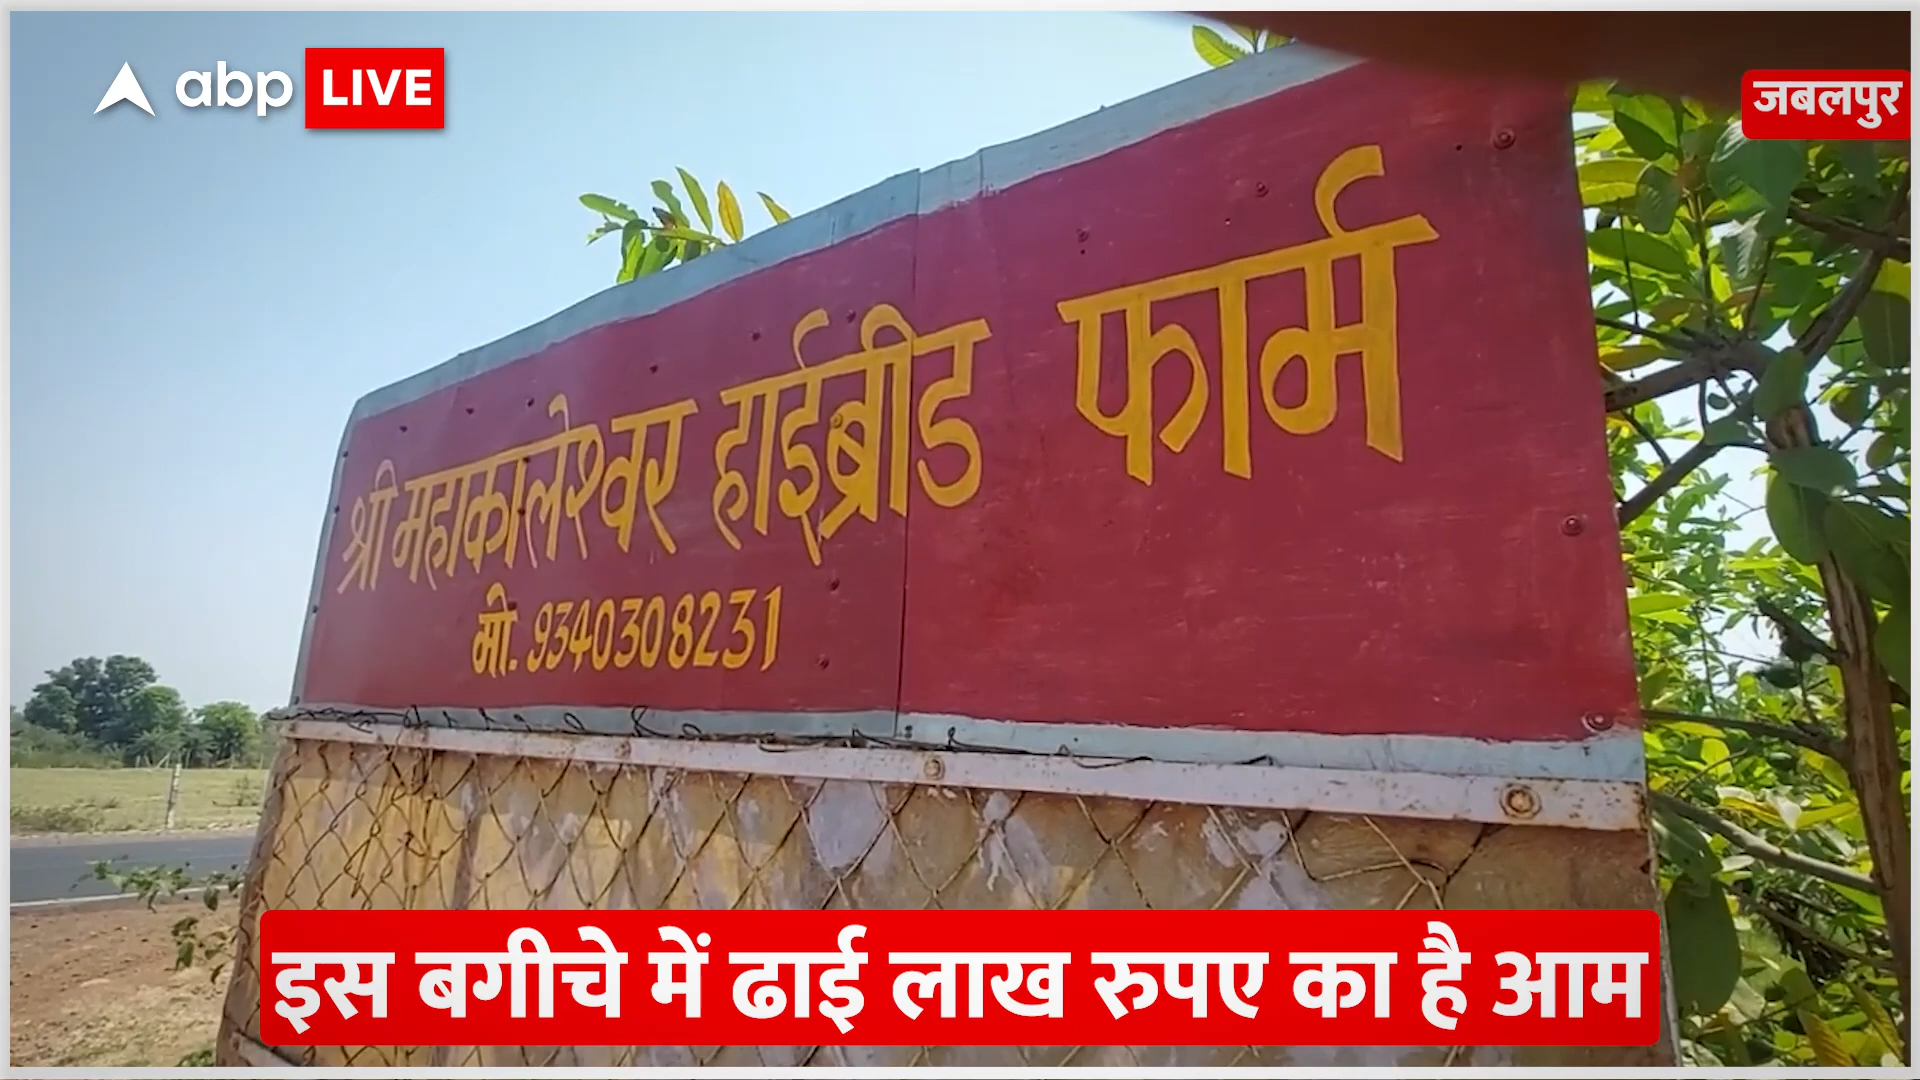 abp LIVE
जबलपुर
श्री महाकालेश्वर हाईब्रीड फार्म
मो. 9340308231
इस बगीचे में ढाई लाख रुपए का है आम